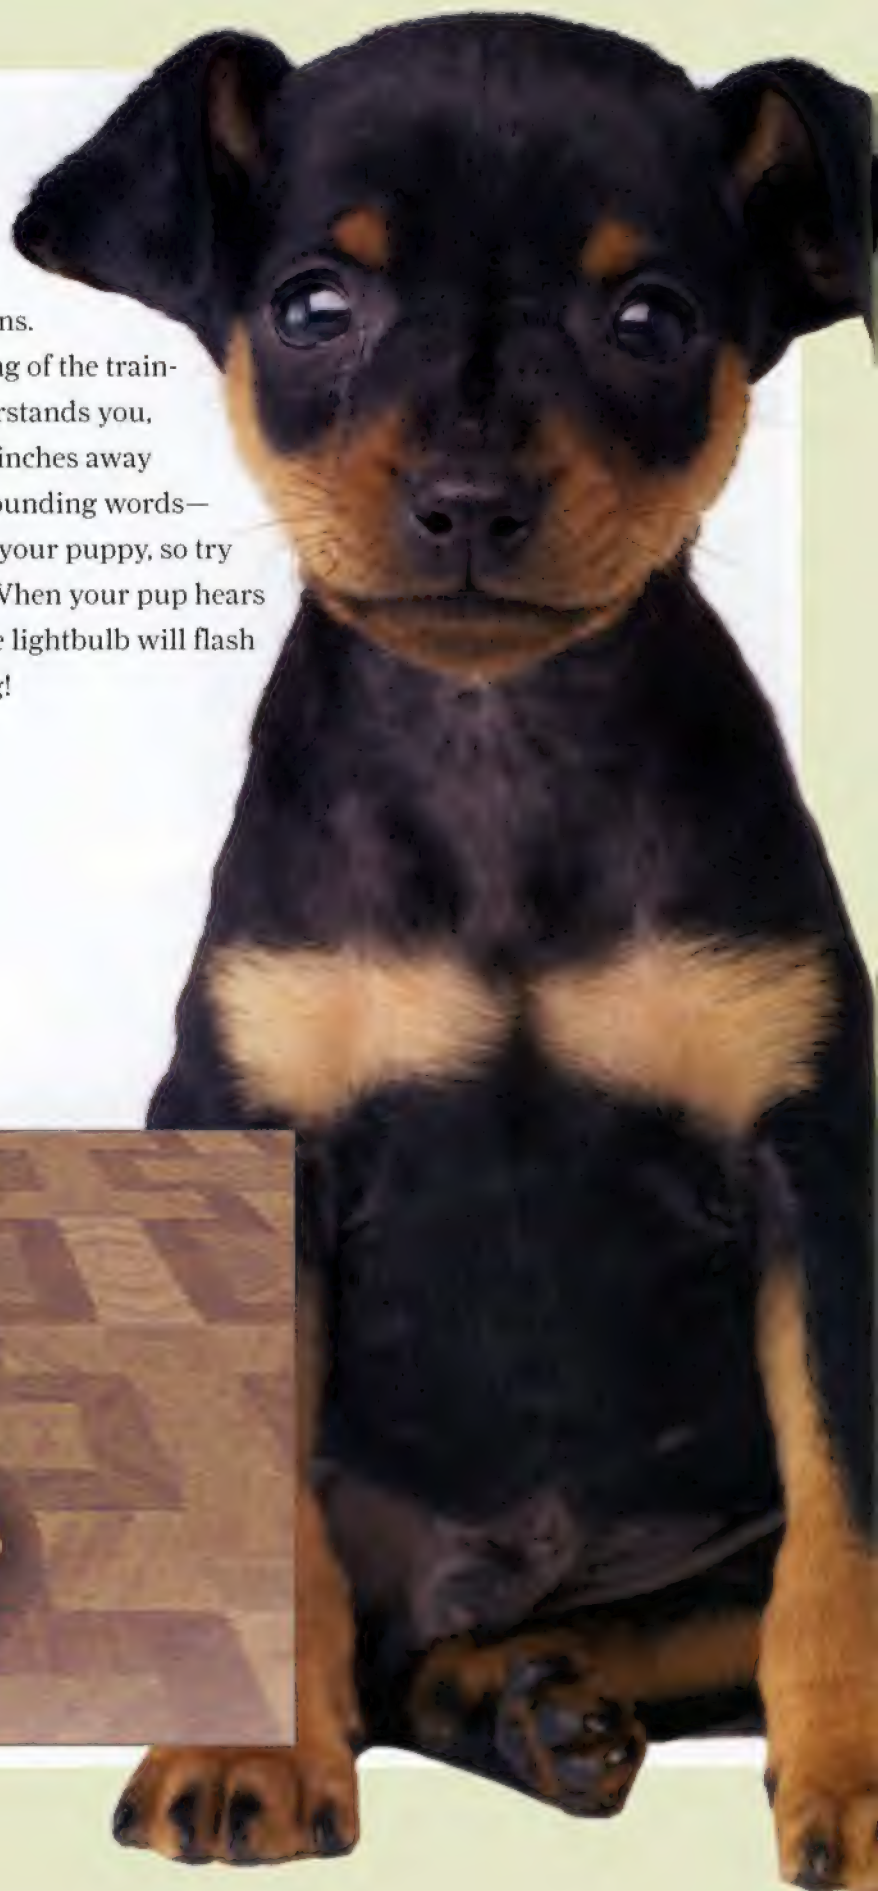 ns.
g of the train-
rstands you,
inches away
ounding words—
your puppy, so try
When your pup hears
e lightbulb will flash
g!